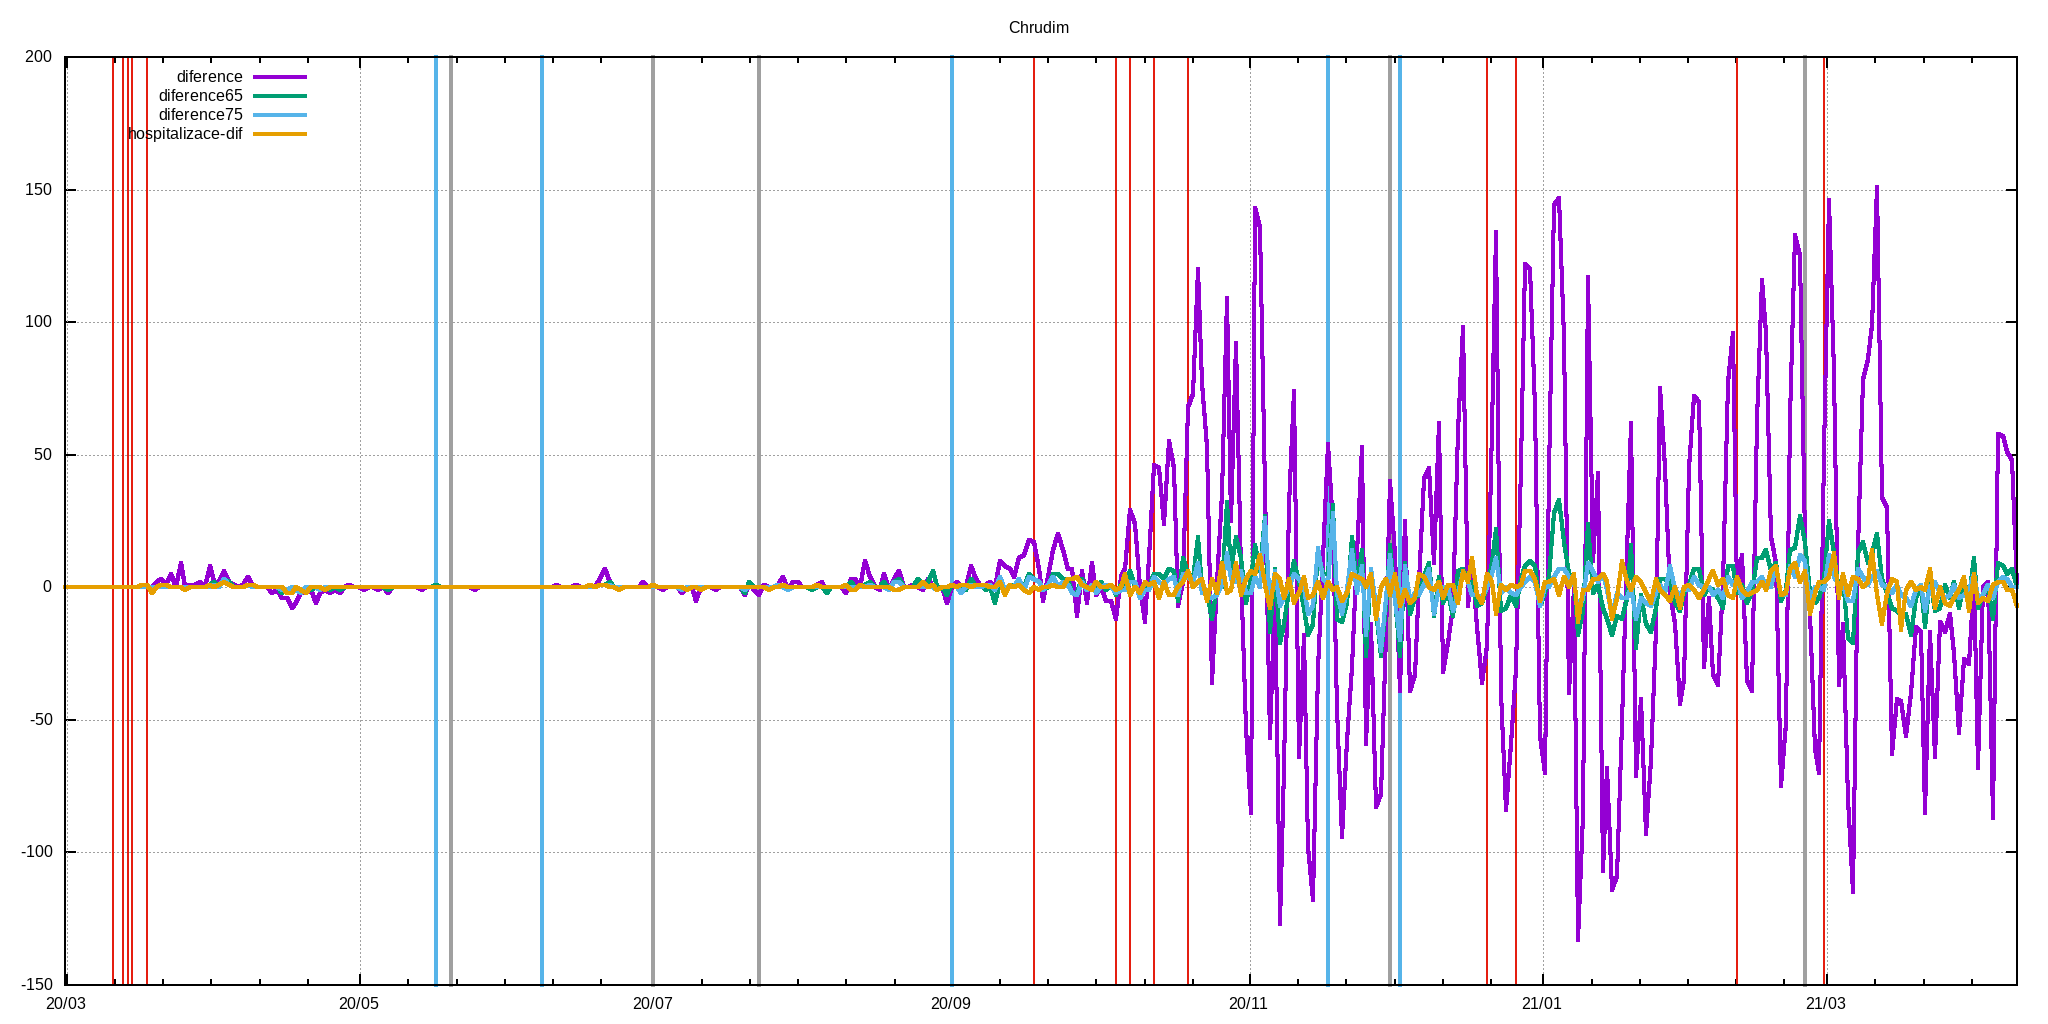 Chrudim
200
150
100
50
0
-50
-100
-150
diference
diference65
diference75
hospitalizace-dif
20/03 20/05 20/07 20/09 20/11 21/01 21/03